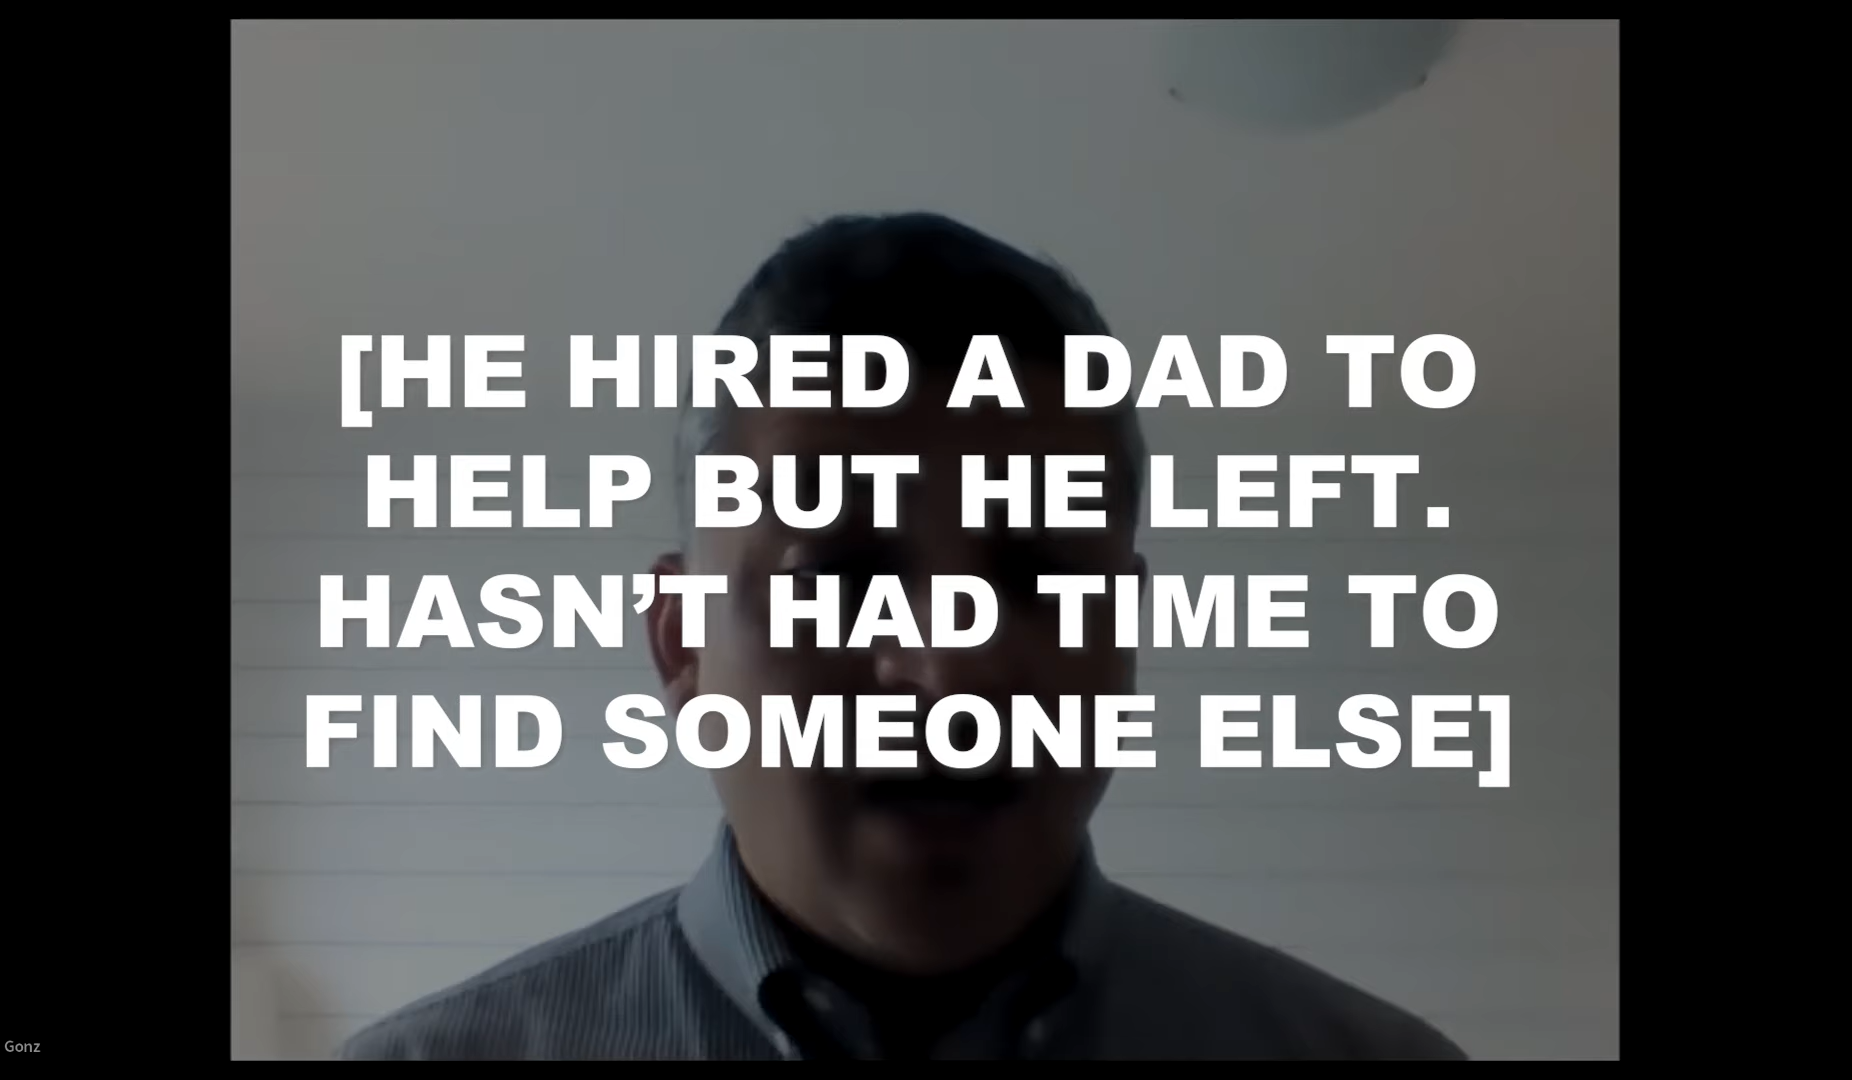 [HE HIRED A DAD TO
HELP BUT HE LEFT.
HASN’T HAD TIME TO
FIND SOMEONE ELSE]
Gonz